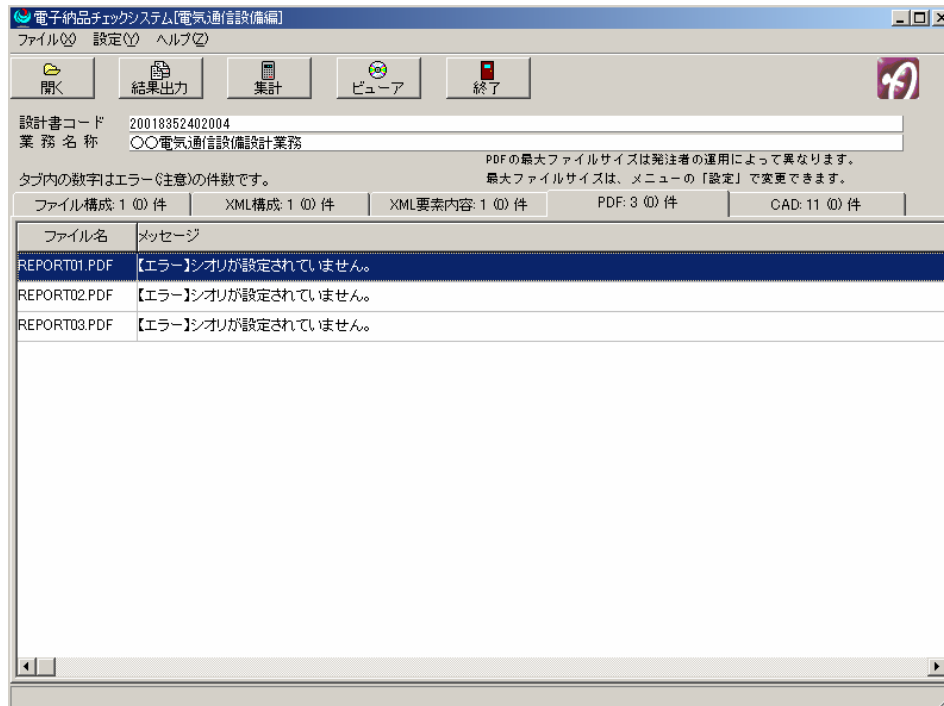 電子納品チェックシステム[電気通信設備編]
ファイル(X) 設定(Y) ヘルプ(Z)
開く 結果出力 集計 ビューア 終了
設計書コード 20018352402004
業務名称 〇〇電気通信設備設計業務
PDFの最大ファイルサイズは発注者の運用によって異なります。
タブ内の数字はエラー(注意)の件数です。 最大ファイルサイズは、メニューの「設定」で変更できます。
ファイル構成: 1 (0) 件 XML構成: 1 (0) 件 XML要素内容: 1 (0) 件 PDF: 3 (0) 件 CAD: 11 (0) 件
ファイル名 メッセージ
REPORT01.PDF 【エラー】シオリが設定されていません。
REPORT02.PDF 【エラー】シオリが設定されていません。
REPORT03.PDF 【エラー】シオリが設定されていません。